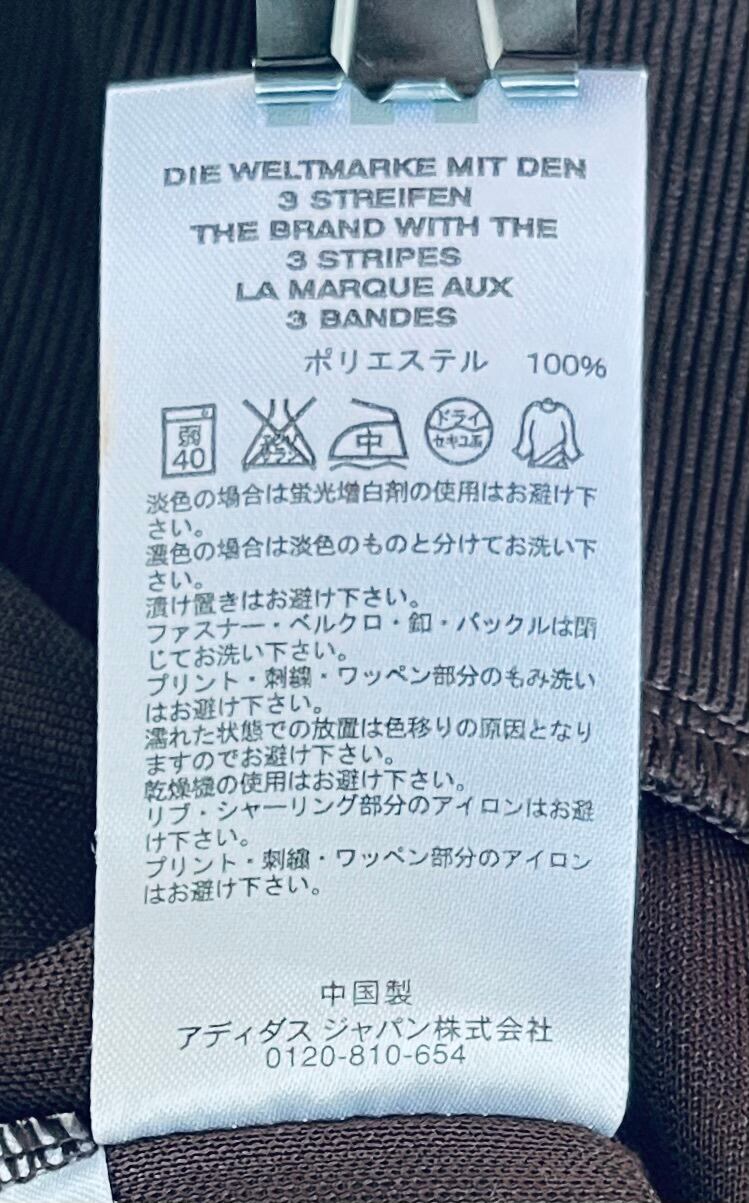 DIE WELTMARKE MIT DEN
3 STREIFEN
THE BRAND WITH THE
3 STRIPES
LA MARQUE AUX
3 BANDES
ポリエステル 100%
弱 40 エンソサラシ 中 ドライ セキユ系
淡色の場合は蛍光増白剤の使用はお避け下
さい。
濃色の場合は淡色のものと分けてお洗い下
さい。
漬け置きはお避け下さい。
ファスナー・ベルクロ・釦・バックルは閉
じてお洗い下さい。
プリント・刺繍・ワッペン部分のもみ洗い
はお避け下さい。
濡れた状態での放置は色移りの原因となり
ますのでお避け下さい。
乾燥機の使用はお避け下さい。
リブ・シャーリング部分のアイロンはお避
け下さい。
プリント・刺繍・ワッペン部分のアイロン
はお避け下さい。
中国製
アディダス ジャパン株式会社
0120-810-654